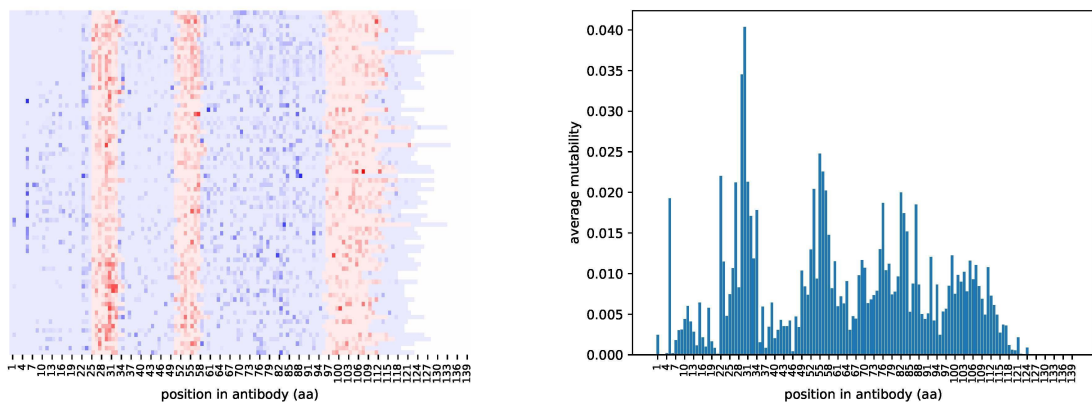 1 4 7 10 13 16 19 22 25 28 31 34 37 40 43 46 49 52 55 58 61 64 67 70 73 76 79 82 85 88 91 94 97 100 103 106 109 112 115 118 121 124 127 130 133 136 139
position in antibody (aa)
average mutability
0.040
0.035
0.030
0.025
0.020
0.015
0.010
0.005
0.000
1 4 7 10 13 16 19 22 25 28 31 34 37 40 43 46 49 52 55 58 61 64 67 70 73 76 79 82 85 88 91 94 97 100 103 106 109 112 115 118 121 124 127 130 133 136 139
position in antibody (aa)